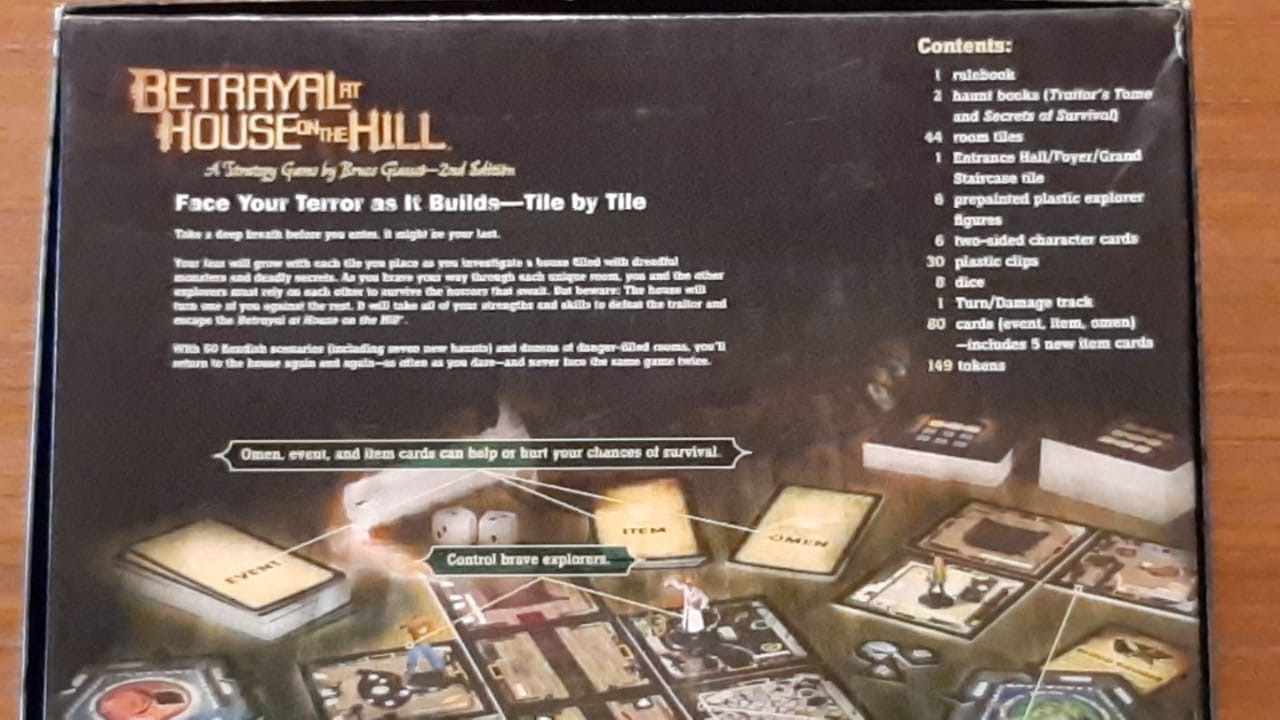 BETRAYAL AT
HOUSE ON THE HILL
A Strategy Game by Bruce Glassco—2nd Edition
Face Your Terror as It Builds—Tile by Tile
Take a deep breath before you enter. It might be your last.
Your fear will grow with each tile you place as you investigate a house filled with dreadful
monsters and deadly secrets. As you brave your way through each unique room, you and the other
explorers must rely on each other to survive the horrors that await. But beware: The house will
turn one of you against the rest. It will take all of your strengths and skills to defeat the traitor and
escape the Betrayal at House on the Hill.
With 50 fiendish scenarios (including seven new haunts) and dozens of danger-filled rooms, you'll
return to the house again and again—as often as you dare—and never face the same game twice.
Contents:
1 rulebook
2 haunt books (Traitor's Tome
and Secrets of Survival)
44 room tiles
1 Entrance Hall/Foyer/Grand
Staircase tile
6 prepainted plastic explorer
figures
6 two-sided character cards
30 plastic clips
8 dice
1 Turn/Damage track
80 cards (event, item, omen)
—includes 5 new item cards
149 tokens
Omen, event, and item cards can help or hurt your chances of survival.
ITEM
OMEN
EVENT
Control brave explorers.